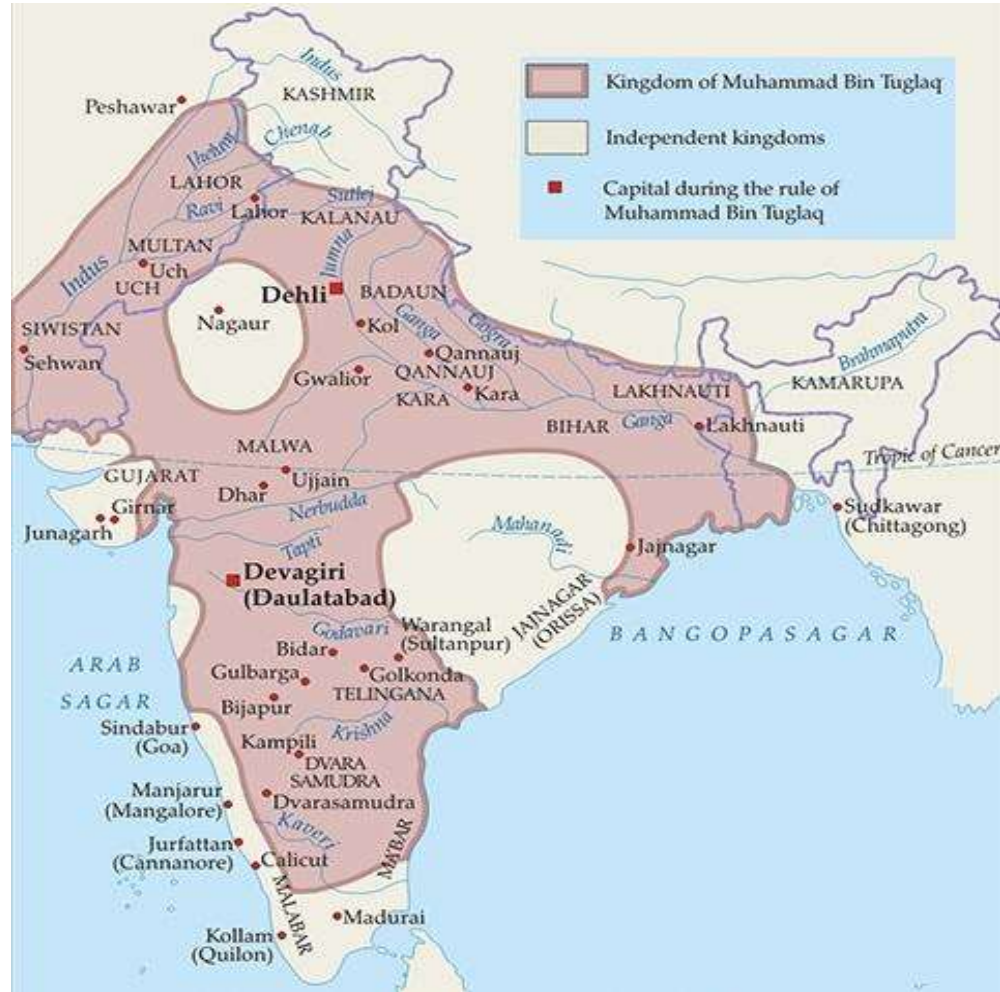 Kingdom of Muhammad Bin Tuglaq
Independent kingdoms
Capital during the rule of
Muhammad Bin Tuglaq
Indus
KASHMIR
Peshawar
Chenab
Jhelum
LAHOR
Lahor
Sutlej
Ravi
KALANAU
MULTAN
Uch
UCH
Indus
Jumna
Dehli
BADAUN
Nagaur
Kol
Ganga
Gogra
SIWISTAN
Sehwan
Qannauj
Gwalior
QANNAUJ
KARA
Kara
LAKHNAUTI
Brahmaputra
KAMARUPA
BIHAR
Ganga
Lakhnauti
MALWA
Tropic of Cancer
GUJARAT
Ujjain
Dhar
Girnar
Junagarh
Nerbudda
Sudkawar
(Chittagong)
Mahanadi
Tapti
Jajnagar
Devagiri
(Daulatabad)
JAJNAGAR
(ORISSA)
Godavari
Warangal
(Sultanpur)
BANGOPASAGAR
ARAB
SAGAR
Bidar
Golkonda
Gulbarga
TELINGANA
Bijapur
Sindabur
(Goa)
Krishna
Kampili
DVARA
SAMUDRA
Dvarasamudra
Manjarur
(Mangalore)
Kaveri
Jurfattan
(Cannanore)
Calicut
MA'BAR
MALABAR
Madurai
Kollam
(Quilon)